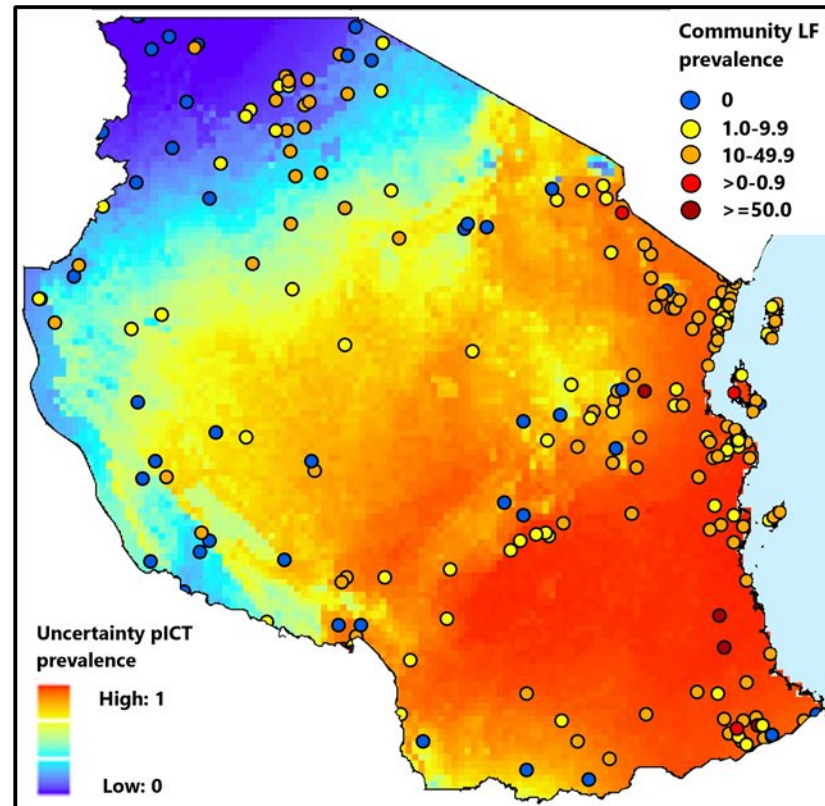 Community LF
prevalence
0
1.0-9.9
10-49.9
>0-0.9
>=50.0
Uncertainty pICT
prevalence
High: 1
Low: 0